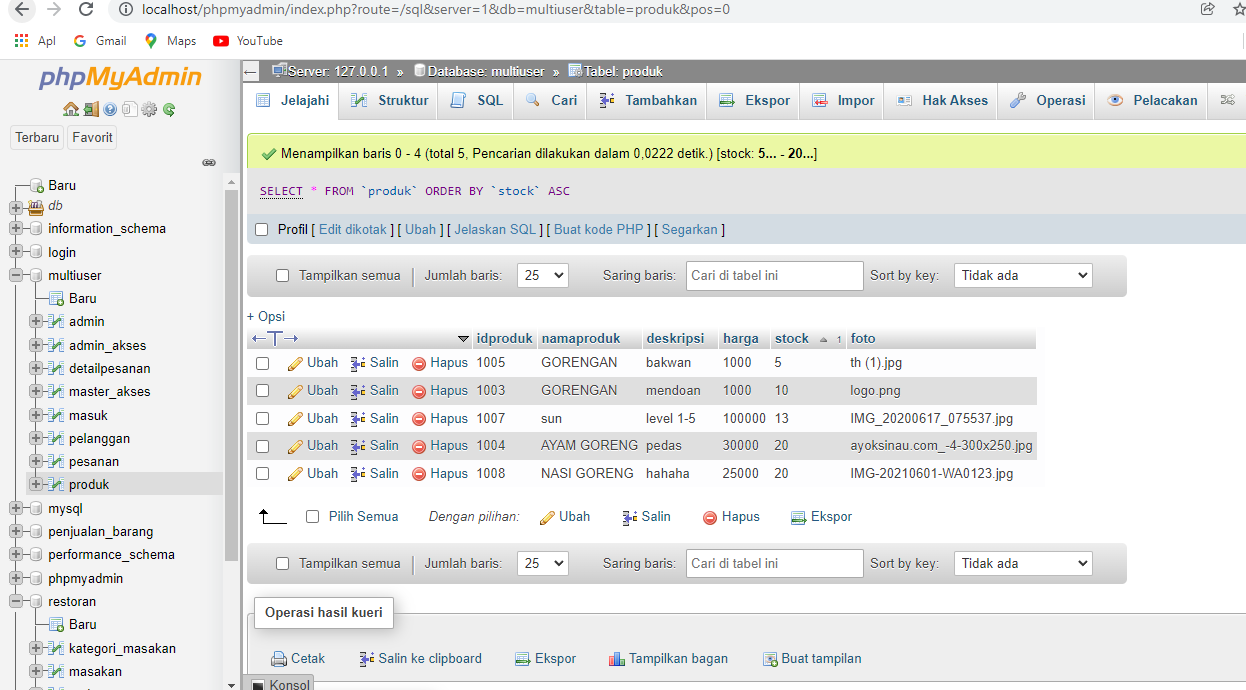 localhost/phpmyadmin/index.php?route=/sql&server=1&db=multiuser&table=produk&pos=0
Apl Gmail Maps YouTube
phpMyAdmin
Terbaru Favorit
Baru
db
information_schema
login
multiuser
Baru
admin
admin_akses
detailpesanan
master_akses
masuk
pelanggan
pesanan
produk
mysql
penjualan_barang
performance_schema
phpmyadmin
restoran
Baru
kategori_masakan
masakan
Server: 127.0.0.1 » Database: multiuser » Tabel: produk
Jelajahi Struktur SQL Cari Tambahkan Ekspor Impor Hak Akses Operasi Pelacakan
Menampilkan baris 0 - 4 (total 5, Pencarian dilakukan dalam 0,0222 detik.) [stock: 5... - 20...]
SELECT * FROM `produk` ORDER BY `stock` ASC
Profil [ Edit dikotak ] [ Ubah ] [ Jelaskan SQL ] [ Buat kode PHP ] [ Segarkan ]
Tampilkan semua | Jumlah baris: 25 Saring baris: Cari di tabel ini Sort by key: Tidak ada
+ Opsi
←T→ idproduk namaproduk deskripsi harga stock 1 foto
Ubah Salin Hapus 1005 GORENGAN bakwan 1000 5 th (1).jpg
Ubah Salin Hapus 1003 GORENGAN mendoan 1000 10 logo.png
Ubah Salin Hapus 1007 sun level 1-5 100000 13 IMG_20200617_075537.jpg
Ubah Salin Hapus 1004 AYAM GORENG pedas 30000 20 ayoksinau.com_-4-300x250.jpg
Ubah Salin Hapus 1008 NASI GORENG hahaha 25000 20 IMG-20210601-WA0123.jpg
Pilih Semua Dengan pilihan: Ubah Salin Hapus Ekspor
Tampilkan semua | Jumlah baris: 25 Saring baris: Cari di tabel ini Sort by key: Tidak ada
Operasi hasil kueri
Cetak Salin ke clipboard Ekspor Tampilkan bagan Buat tampilan
Konsol